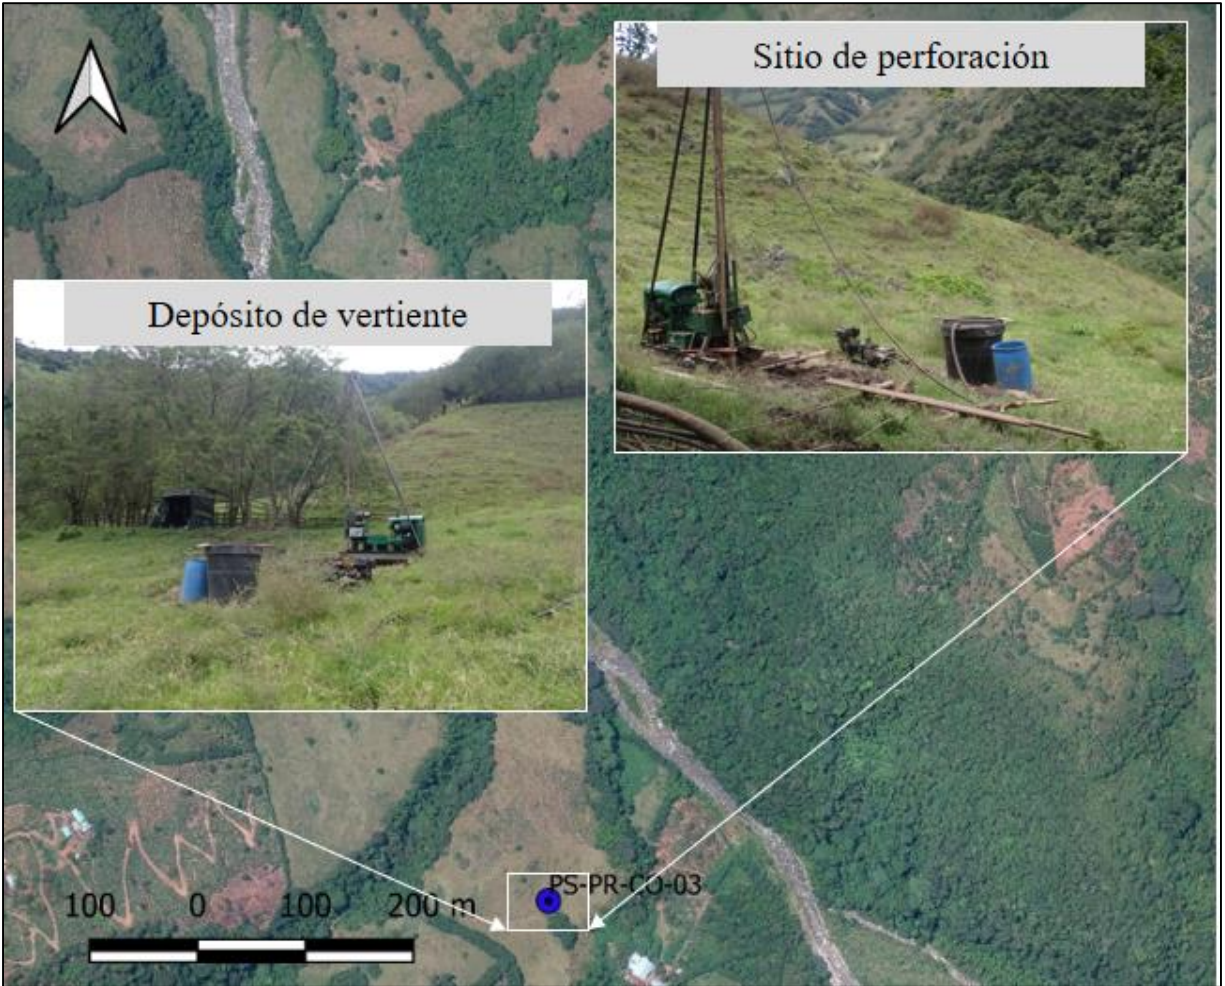 Sitio de perforación
Depósito de vertiente
PS-PR-CO-03
100 0 100 200 m